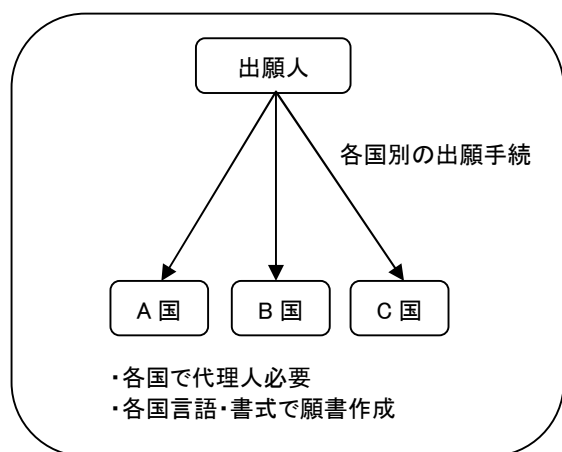 出願人
各国別の出願手続
A 国
B 国
C 国
・各国で代理人必要
・各国言語・書式で願書作成